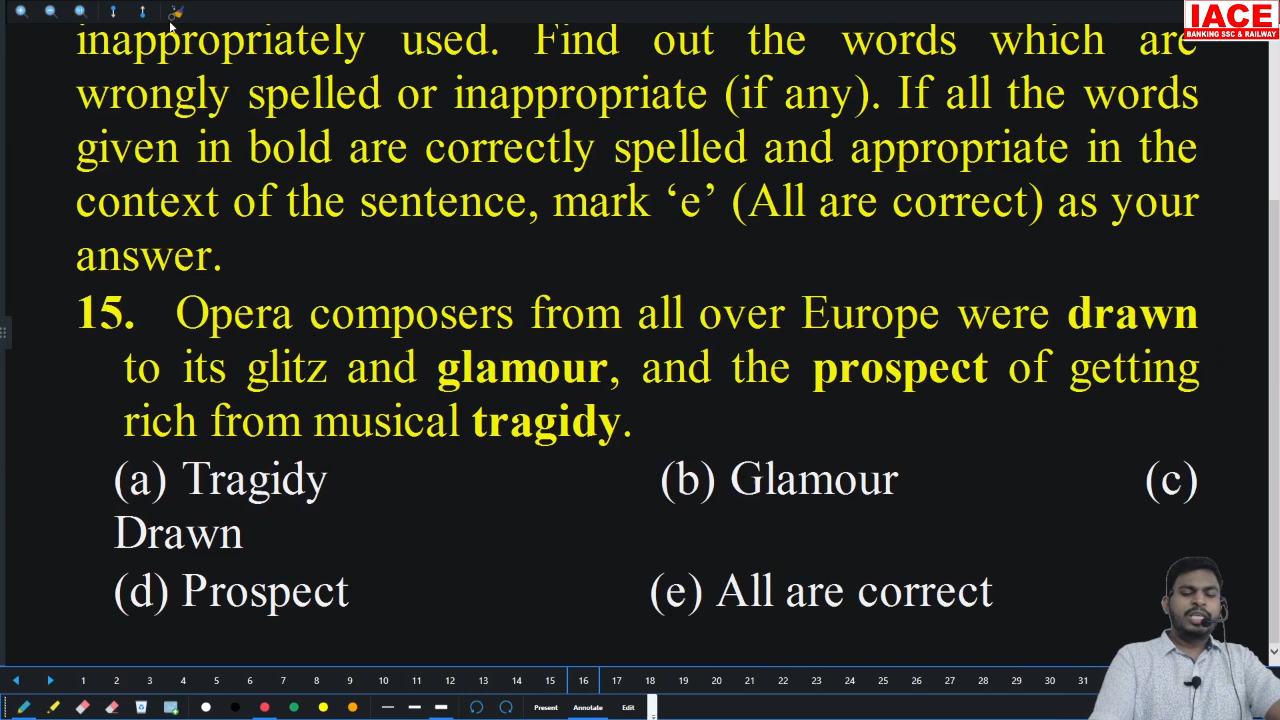 IACE
BANKING SSC & RAILWAY
inappropriately used. Find out the words which are
wrongly spelled or inappropriate (if any). If all the words
given in bold are correctly spelled and appropriate in the
context of the sentence, mark ‘e’ (All are correct) as your
answer.
15. Opera composers from all over Europe were drawn
to its glitz and glamour, and the prospect of getting
rich from musical tragidy.
(a) Tragidy (b) Glamour (c)
Drawn
(d) Prospect (e) All are correct
1 2 3 4 5 6 7 8 9 10 11 12 13 14 15 16 17 18 19 20 21 22 23 24 25 26 27 28 29 30 31
Present Annotate Edit